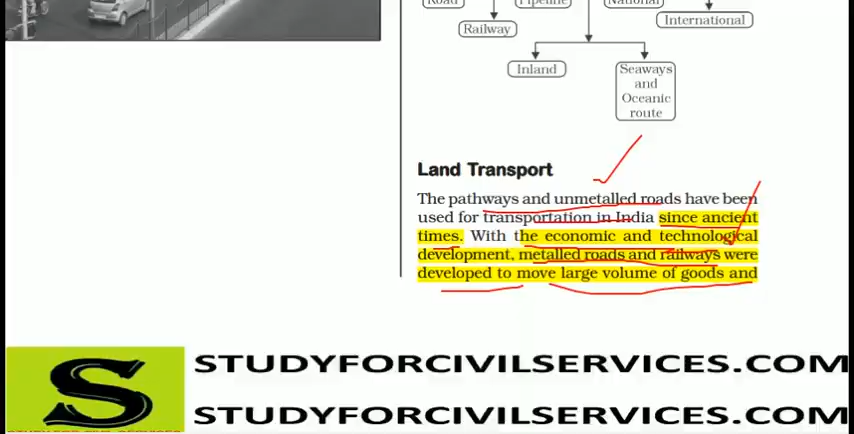 Road
Pipeline
National
Railway
International
Inland
Seaways
and
Oceanic
route
Land Transport
The pathways and unmetalled roads have been
used for transportation in India since ancient
times. With the economic and technological
development, metalled roads and railways were
developed to move large volume of goods and
S
STUDYFORCIVILSERVICES.COM
STUDYFORCIVILSERVICES.COM